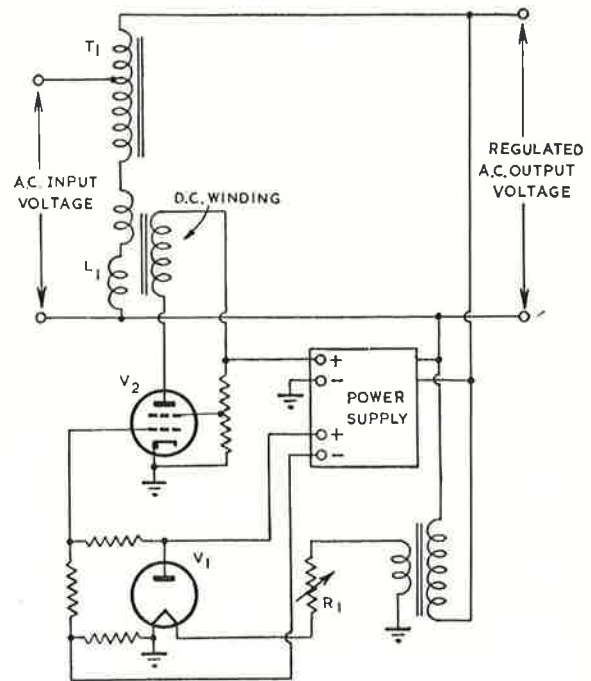 T1
A.C. INPUT
VOLTAGE
D.C. WINDING
L1
REGULATED
A.C. OUTPUT
VOLTAGE
V2
+
−
POWER
SUPPLY
+
−
V1
R1